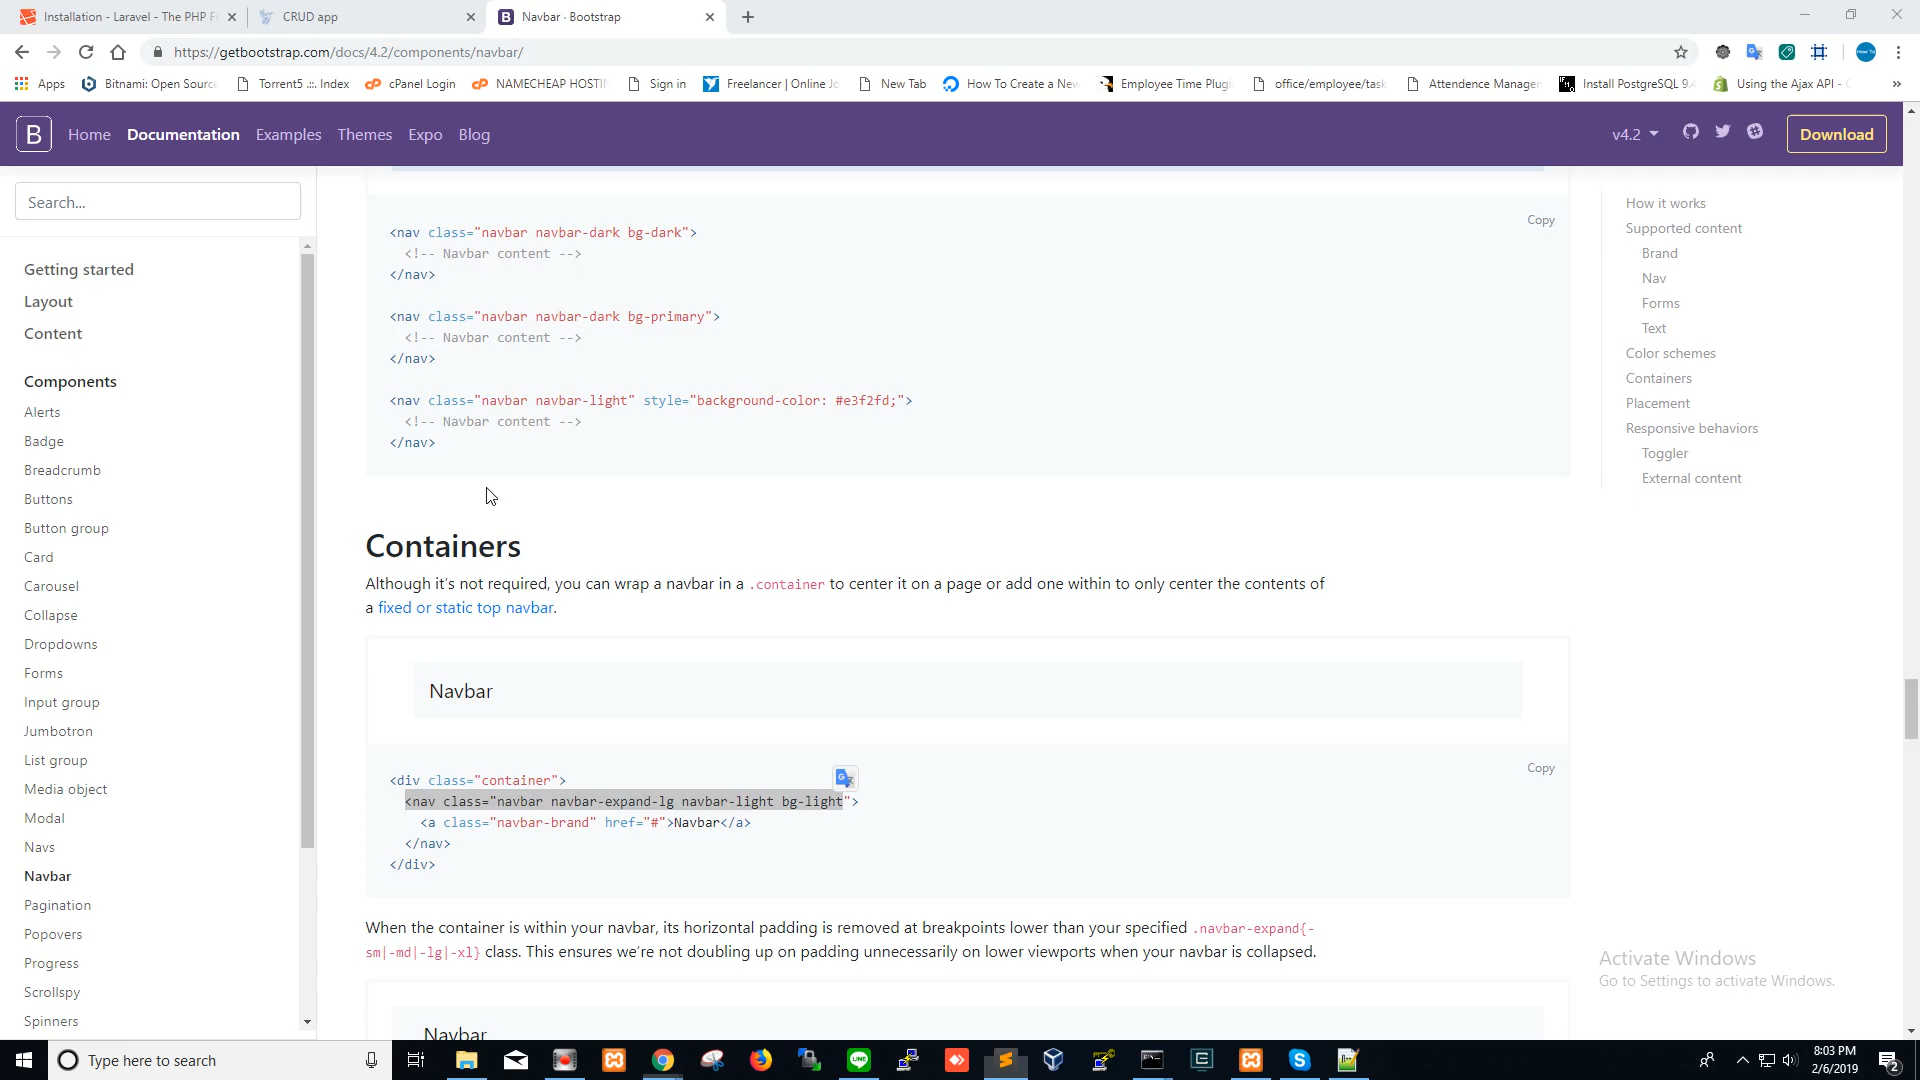 Installation - Laravel - The PHP Fr
CRUD app
Navbar · Bootstrap
https://getbootstrap.com/docs/4.2/components/navbar/
Apps
Bitnami: Open Source
Torrent5 .::. Index
cPanel Login
NAMECHEAP HOSTIN
Sign in
Freelancer | Online Jo
New Tab
How To Create a New
Employee Time Plugi
office/employee/task
Attendence Manager
Install PostgreSQL 9.4
Using the Ajax API -
»
B
Home
Documentation
Examples
Themes
Expo
Blog
v4.2
Download
Search...
Getting started
Layout
Content
Components
Alerts
Badge
Breadcrumb
Buttons
Button group
Card
Carousel
Collapse
Dropdowns
Forms
Input group
Jumbotron
List group
Media object
Modal
Navs
Navbar
Pagination
Popovers
Progress
Scrollspy
Spinners
Copy
<nav class="navbar navbar-dark bg-dark">
<!-- Navbar content -->
</nav>
<nav class="navbar navbar-dark bg-primary">
<!-- Navbar content -->
</nav>
<nav class="navbar navbar-light" style="background-color: #e3f2fd;">
<!-- Navbar content -->
</nav>
Containers
Although it's not required, you can wrap a navbar in a .container to center it on a page or add one within to only center the contents of
a fixed or static top navbar.
Navbar
Copy
<div class="container">
<nav class="navbar navbar-expand-lg navbar-light bg-light">
<a class="navbar-brand" href="#">Navbar</a>
</nav>
</div>
When the container is within your navbar, its horizontal padding is removed at breakpoints lower than your specified .navbar-expand{-
sm|-md|-lg|-xl} class. This ensures we're not doubling up on padding unnecessarily on lower viewports when your navbar is collapsed.
Navbar
How it works
Supported content
Brand
Nav
Forms
Text
Color schemes
Containers
Placement
Responsive behaviors
Toggler
External content
Activate Windows
Go to Settings to activate Windows.
Type here to search
8:03 PM
2/6/2019
2